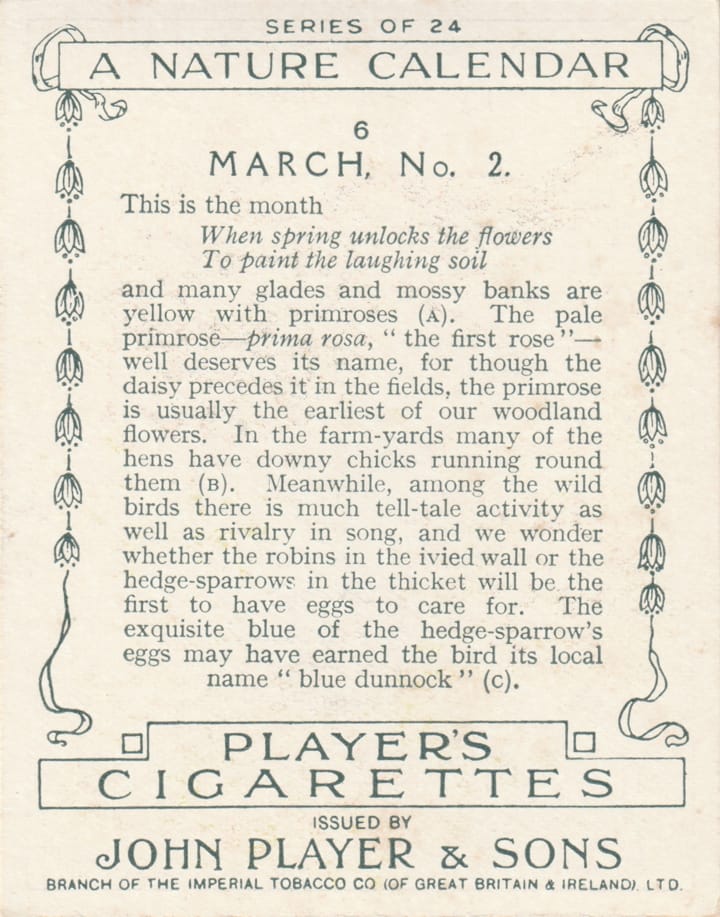 SERIES OF 24
A NATURE CALENDAR
6
MARCH, No. 2.
This is the month
When spring unlocks the flowers
To paint the laughing soil
and many glades and mossy banks are
yellow with primroses (A). The pale
primrose—prima rosa, “ the first rose ”—
well deserves its name, for though the
daisy precedes it in the fields, the primrose
is usually the earliest of our woodland
flowers. In the farm-yards many of the
hens have downy chicks running round
them (B). Meanwhile, among the wild
birds there is much tell-tale activity as
well as rivalry in song, and we wonder
whether the robins in the ivied wall or the
hedge-sparrows in the thicket will be the
first to have eggs to care for. The
exquisite blue of the hedge-sparrow's
eggs may have earned the bird its local
name “ blue dunnock ” (C).
PLAYER'S
CIGARETTES
ISSUED BY
JOHN PLAYER & SONS
BRANCH OF THE IMPERIAL TOBACCO CO (OF GREAT BRITAIN & IRELAND), LTD.